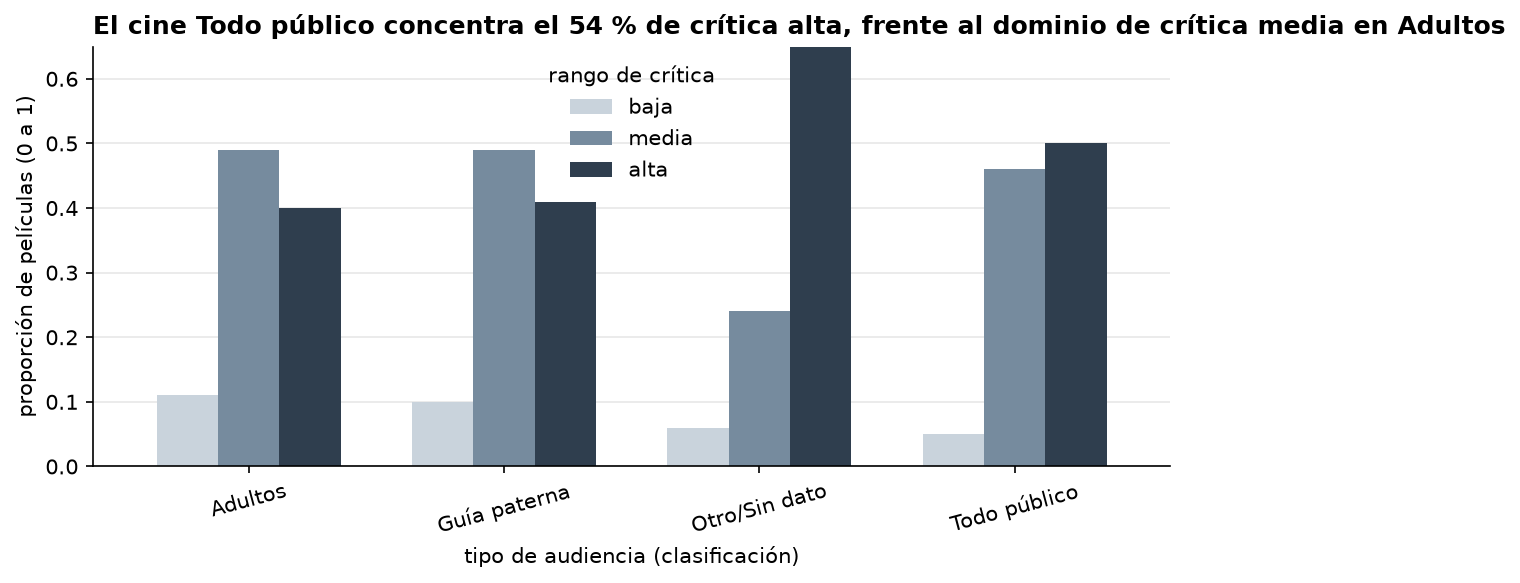 El cine Todo público concentra el 54 % de crítica alta, frente al dominio de crítica media en Adultos
proporción de películas (0 a 1)
0.6
0.5
0.4
0.3
0.2
0.1
0.0
rango de crítica
baja
media
alta
Adultos
Guía paterna
Otro/Sin dato
Todo público
tipo de audiencia (clasificación)